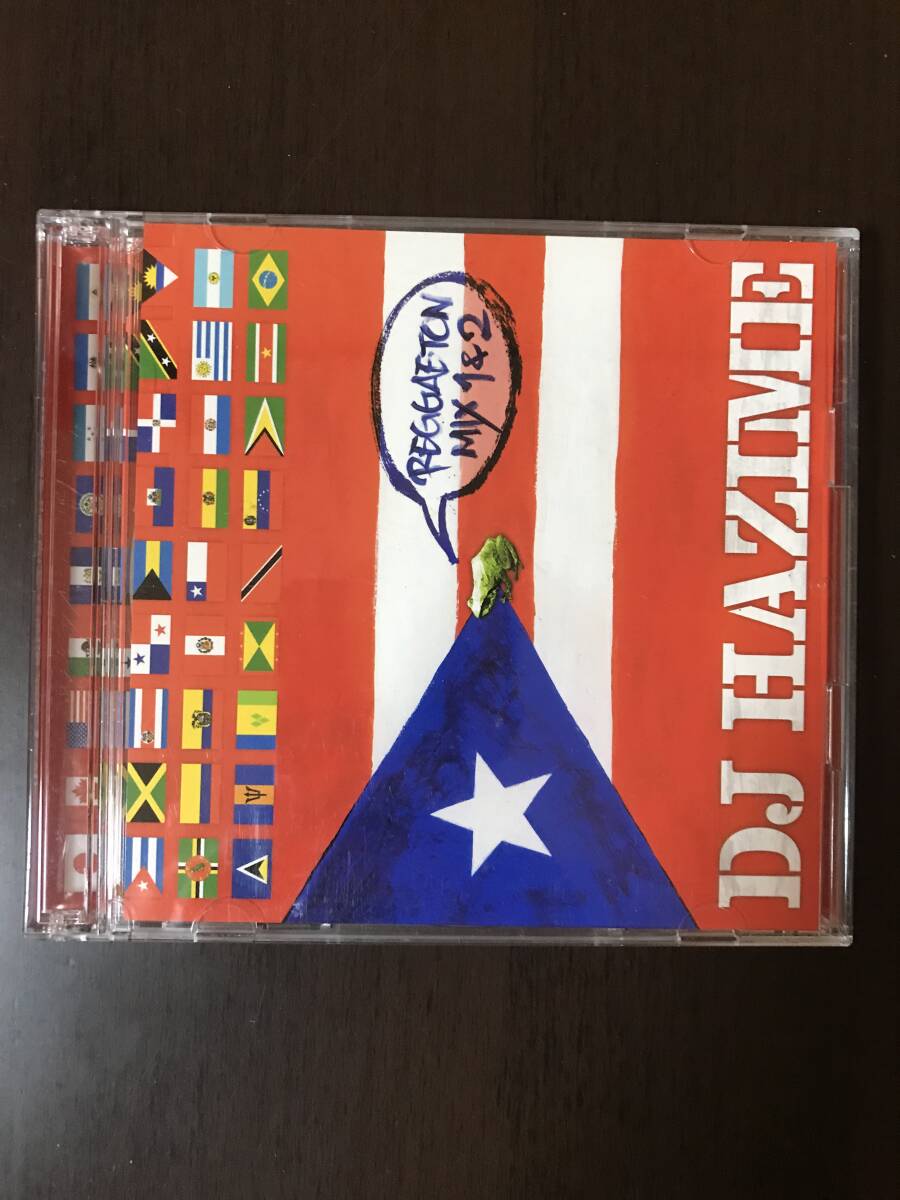 REGGAETON
MIX 1&2
DJ HAZIME